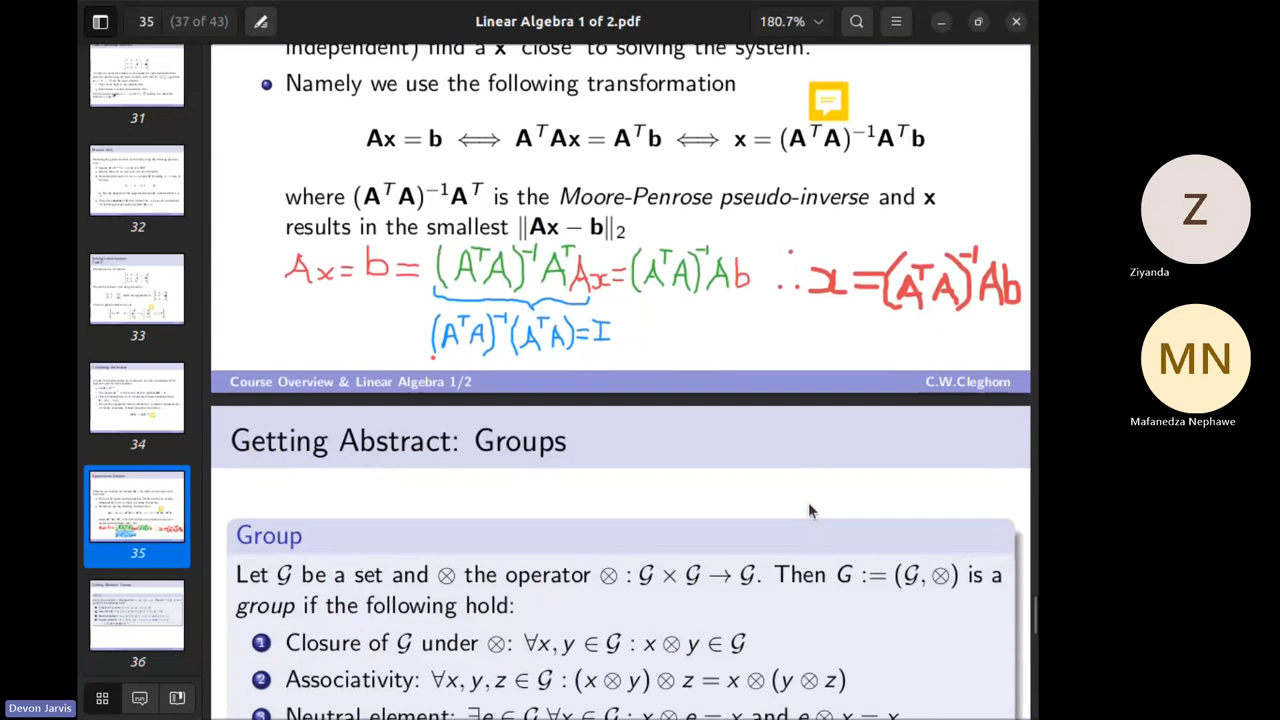 35 (37 of 43) Linear Algebra 1 of 2.pdf 180.7%
independent) find a x close to solving the system.
Namely we use the following transformation
Ax = b ⟺ AᵀAx = Aᵀb ⟺ x = (AᵀA)⁻¹Aᵀb
where (AᵀA)⁻¹Aᵀ is the Moore-Penrose pseudo-inverse and x
results in the smallest ‖Ax − b‖₂
Ax = b = (AᵀA)⁻¹AᵀAx = (AᵀA)⁻¹Ab ∴ x = (AᵀA)⁻¹Ab
(AᵀA)⁻¹(AᵀA) = I
Course Overview & Linear Algebra 1/2 C.W.Cleghorn
Getting Abstract: Groups
Group
Let 𝒢 be a set and ⊗ the operator ⊗ : 𝒢 × 𝒢 → 𝒢. Then G := (𝒢, ⊗) is a
group if the following hold:
1 Closure of 𝒢 under ⊗: ∀x, y ∈ 𝒢 : x ⊗ y ∈ 𝒢
2 Associativity: ∀x, y, z ∈ 𝒢 : (x ⊗ y) ⊗ z = x ⊗ (y ⊗ z)
3 Neutral element: ∃e ∈ 𝒢 ∀x ∈ 𝒢 : x ⊗ e = x and e ⊗ x = x
31
32
33
34
35
36
Z
Ziyanda
MN
Mafanedza Nephawe
Devon Jarvis